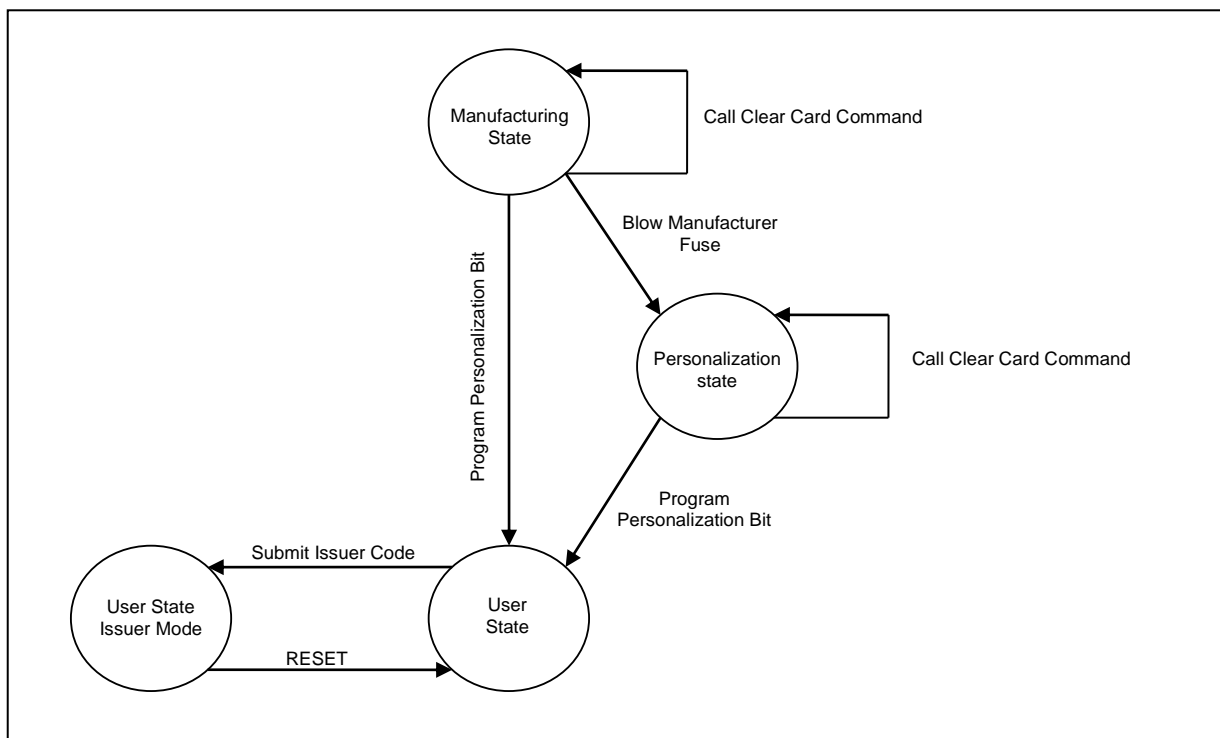 Manufacturing
State
Call Clear Card Command
Blow Manufacturer
Fuse
Program Personalization Bit
Personalization
state
Call Clear Card Command
Program
Personalization Bit
Submit Issuer Code
User State
Issuer Mode
User
State
RESET